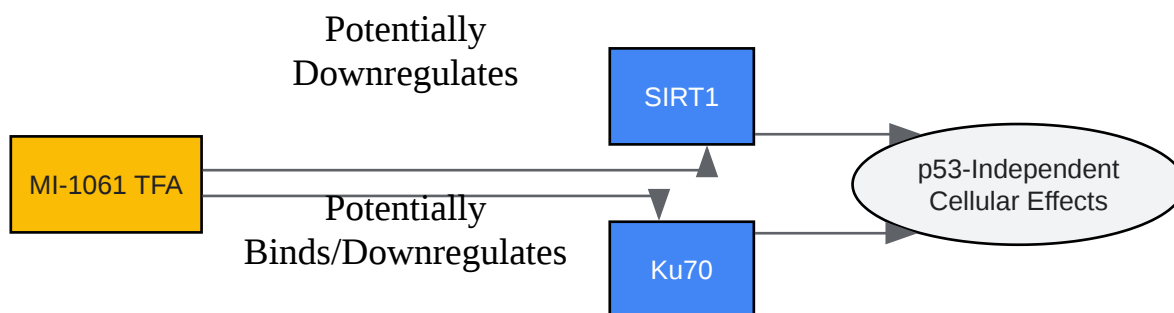 Potentially
Downregulates
SIRT1
MI-1061 TFA
p53-Independent
Cellular Effects
Potentially
Binds/Downregulates
Ku70